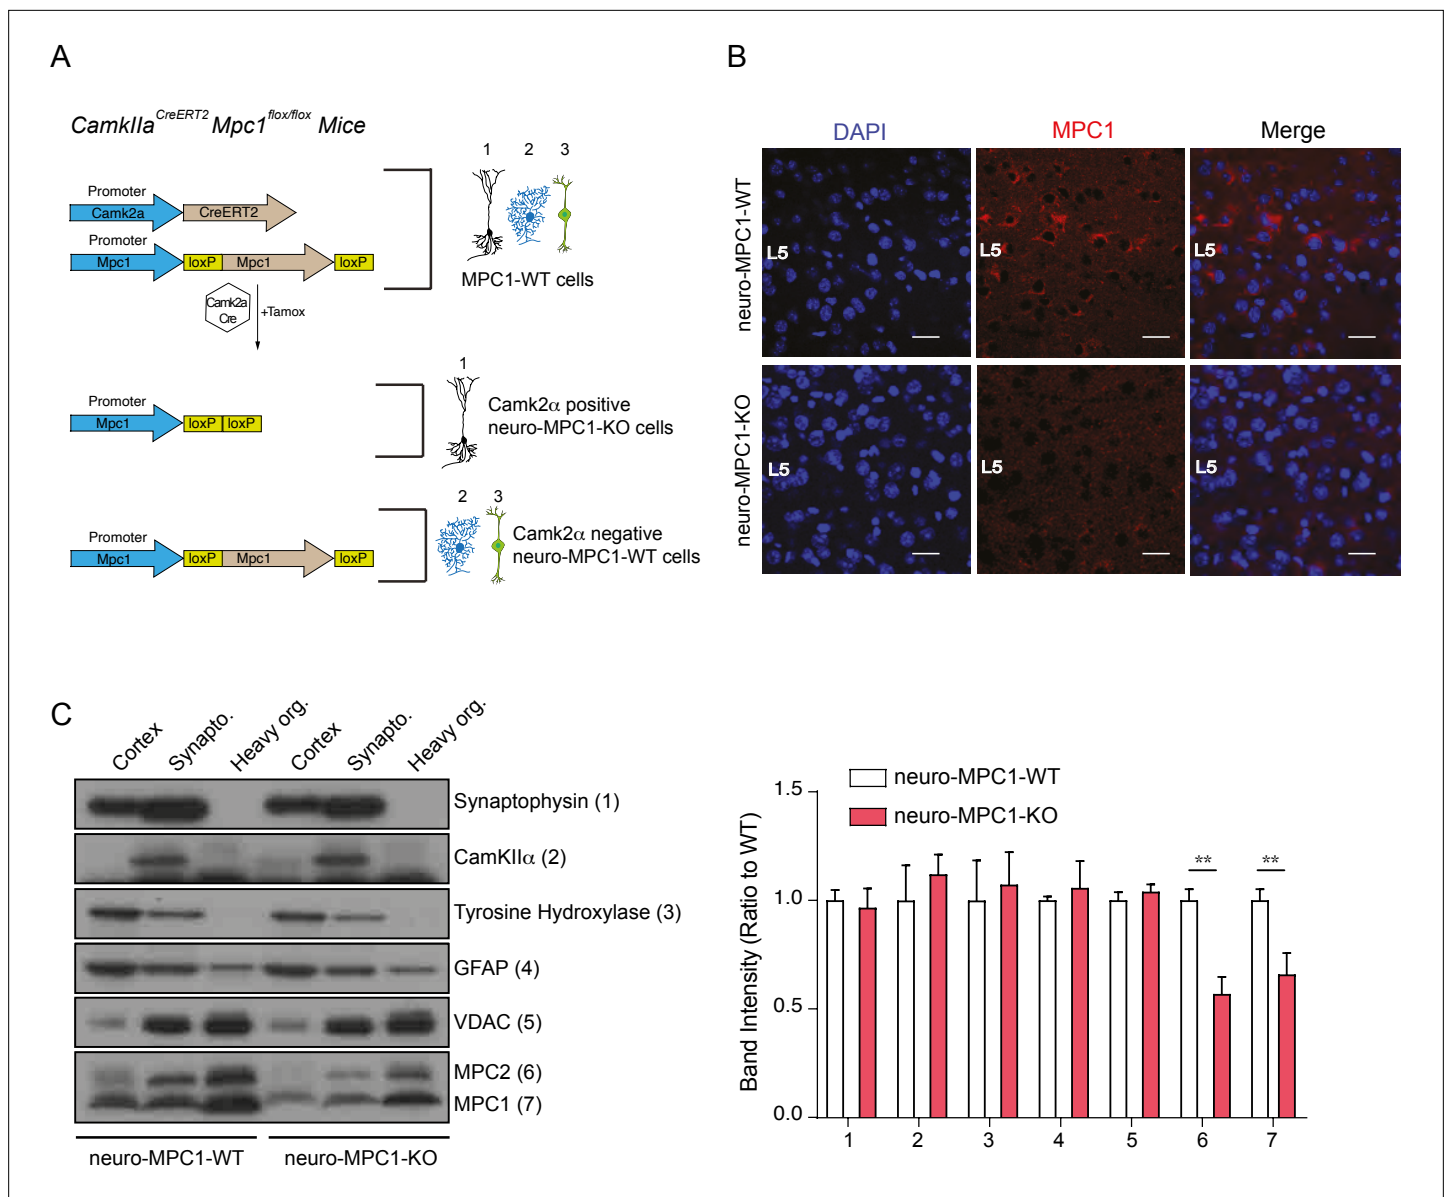 A
CamkIIa CreERT2 Mpc1 flox/flox Mice
Promoter
Camk2a
CreERT2
Promoter
Mpc1
loxP
Mpc1
loxP
Camk2a
Cre
+Tamox
1
2
3
MPC1-WT cells
Promoter
Mpc1
loxP
loxP
1
Camk2α positive
neuro-MPC1-KO cells
Promoter
Mpc1
loxP
Mpc1
loxP
2
3
Camk2α negative
neuro-MPC1-WT cells
B
DAPI
MPC1
Merge
neuro-MPC1-WT
L5
L5
L5
neuro-MPC1-KO
L5
L5
L5
C
Cortex
Synapto.
Heavy org.
Cortex
Synapto.
Heavy org.
Synaptophysin (1)
CamKIIα (2)
Tyrosine Hydroxylase (3)
GFAP (4)
VDAC (5)
MPC2 (6)
MPC1 (7)
neuro-MPC1-WT
neuro-MPC1-KO
Band Intensity (Ratio to WT)
1.5
1.0
0.5
0.0
neuro-MPC1-WT
neuro-MPC1-KO
**
**
1
2
3
4
5
6
7